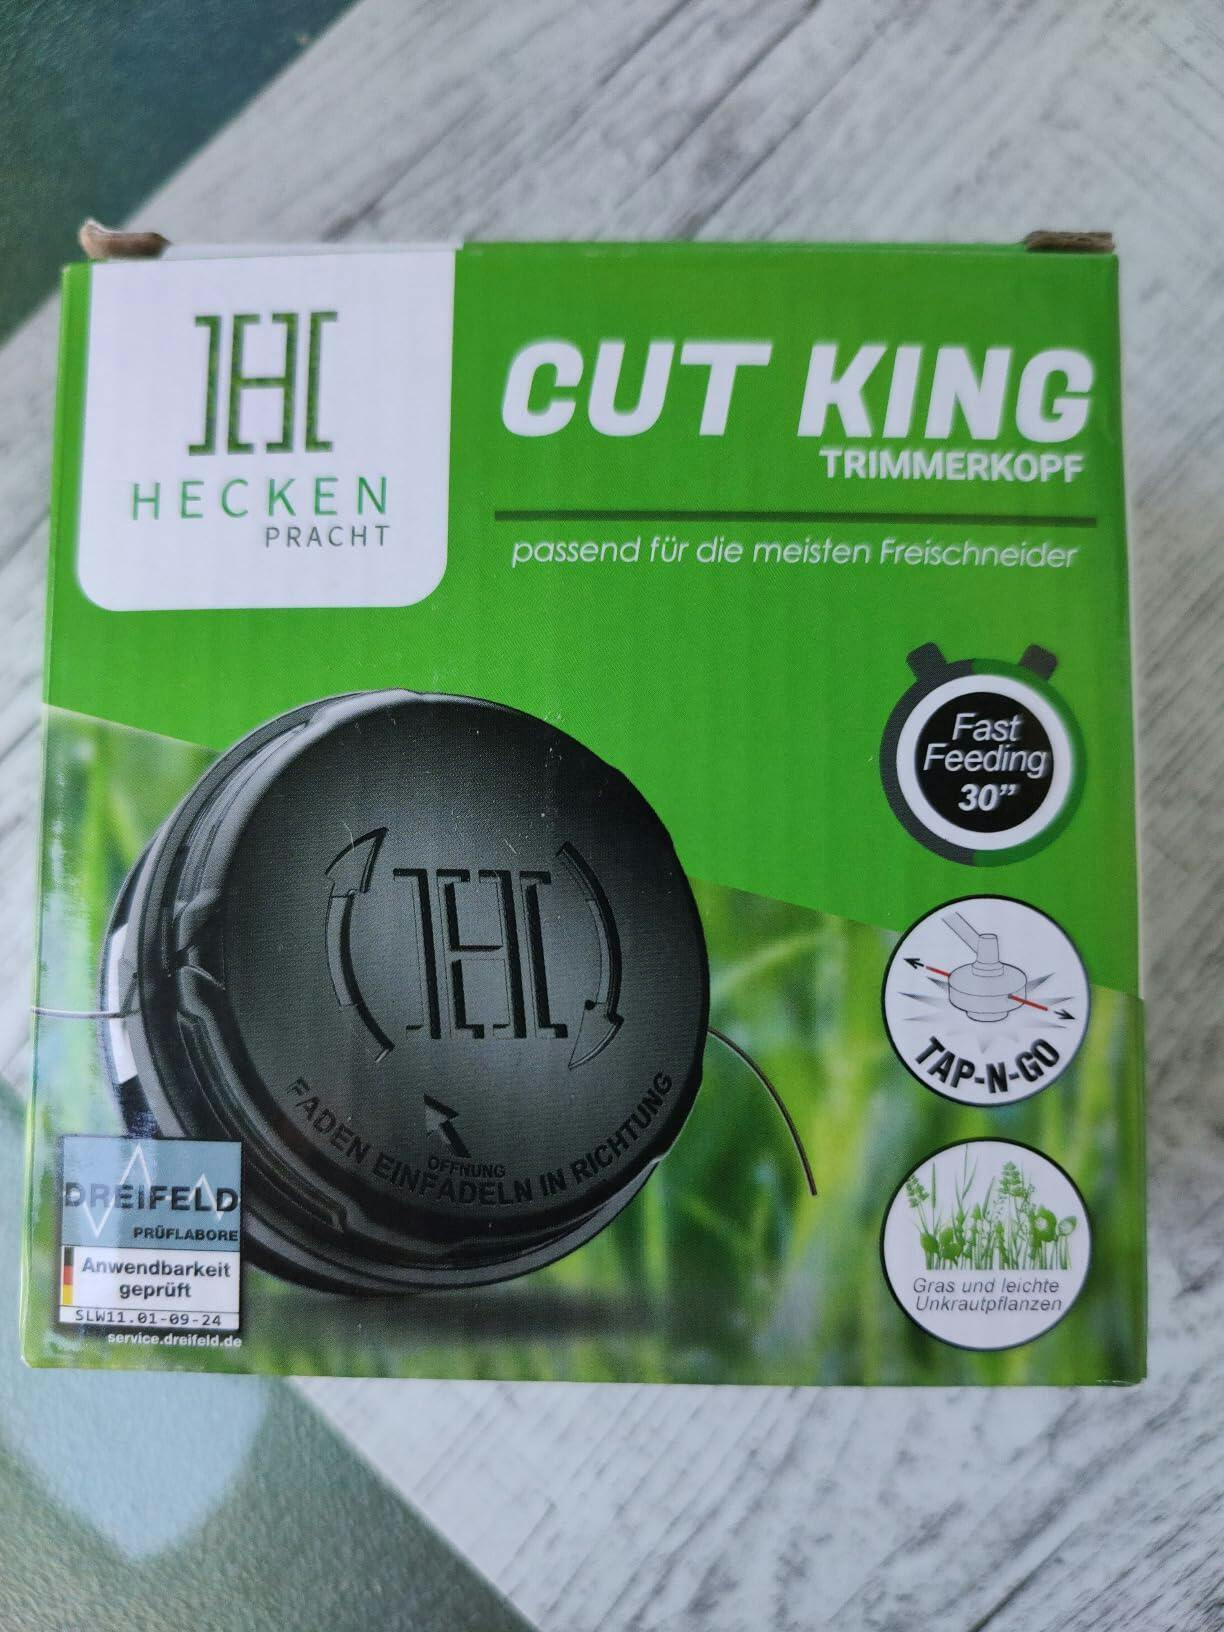 HECKEN
PRACHT
CUT KING
TRIMMERKOPF
passend für die meisten Freischneider
Fast
Feeding
30”
TAP-N-GO
Gras und leichte
Unkrautpflanzen
ÖFFNUNG
FADEN EINFÄDELN IN RICHTUNG
DREIFELD
PRÜFLABORE
Anwendbarkeit
geprüft
SLW11.01-09-24
service.dreifeld.de